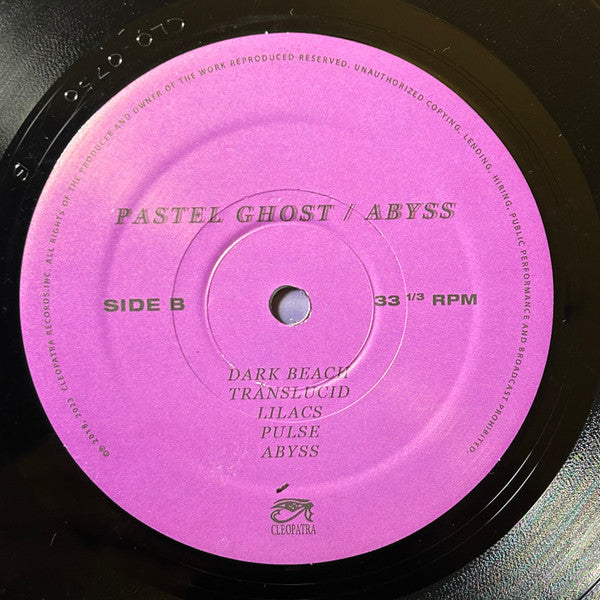 CLO-0750
℗© 2018, 2023 CLEOPATRA RECORDS INC. ALL RIGHTS OF THE PRODUCER AND OWNER OF THE WORK REPRODUCED RESERVED. UNAUTHORIZED COPYING, LENDING, HIRING, PUBLIC PERFORMANCE AND BROADCAST PROHIBITED.
PASTEL GHOST / ABYSS
SIDE B
33 1/3 RPM
DARK BEACH
TRANSLUCID
LILACS
PULSE
ABYSS
CLEOPATRA